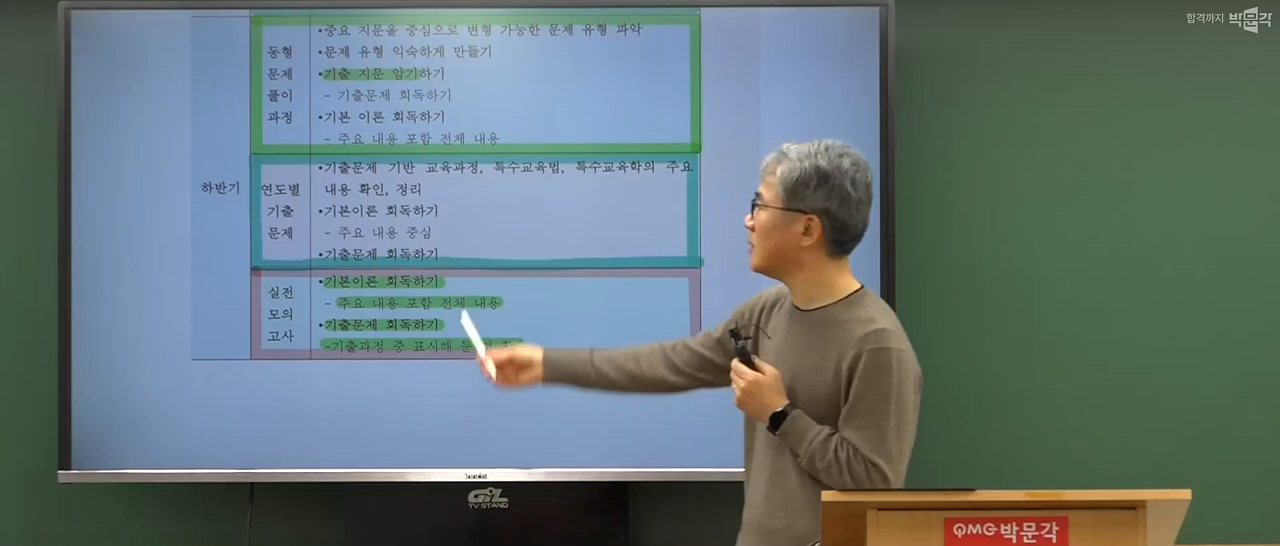 합격까지 박문각
•중요 지문을 중심으로 변형 가능한 문제 유형 파악
동형 •문제 유형 익숙하게 만들기
문제 •기출 지문 암기하기
풀이 - 기출문제 회독하기
과정 •기본 이론 회독하기
- 주요 내용 포함 전체 내용
•기출문제 기반 교육과정, 특수교육법, 특수교육학의 주요
하반기 연도별 내용 확인, 정리
기출 •기본이론 회독하기
문제 - 주요 내용 중심
•기출문제 회독하기
•기본이론 회독하기
실전
- 주요 내용 포함 전체 내용
모의
•기출문제 회독하기
고사
-기출과정 중 표시해
GIL
TV STAND
PMG 박문각